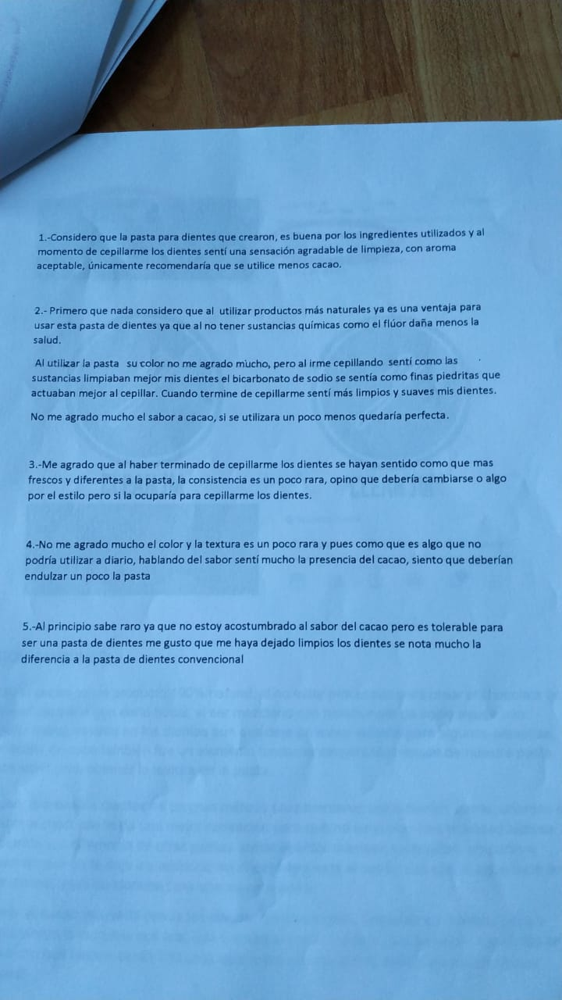 1.-Considero que la pasta para dientes que crearon, es buena por los ingredientes utilizados y al
momento de cepillarme los dientes sentí una sensación agradable de limpieza, con aroma
aceptable, únicamente recomendaría que se utilice menos cacao.
2.- Primero que nada considero que al utilizar productos más naturales ya es una ventaja para
usar esta pasta de dientes ya que al no tener sustancias químicas como el flúor daña menos la
salud.
Al utilizar la pasta su color no me agrado mucho, pero al irme cepillando sentí como las
sustancias limpiaban mejor mis dientes el bicarbonato de sodio se sentía como finas piedritas que
actuaban mejor al cepillar. Cuando termine de cepillarme sentí más limpios y suaves mis dientes.
No me agrado mucho el sabor a cacao, si se utilizara un poco menos quedaría perfecta.
3.-Me agrado que al haber terminado de cepillarme los dientes se hayan sentido como que mas
frescos y diferentes a la pasta, la consistencia es un poco rara, opino que debería cambiarse o algo
por el estilo pero si la ocuparía para cepillarme los dientes.
4.-No me agrado mucho el color y la textura es un poco rara y pues como que es algo que no
podría utilizar a diario, hablando del sabor sentí mucho la presencia del cacao, siento que deberían
endulzar un poco la pasta
5.-Al principio sabe raro ya que no estoy acostumbrado al sabor del cacao pero es tolerable para
ser una pasta de dientes me gusto que me haya dejado limpios los dientes se nota mucho la
diferencia a la pasta de dientes convencional